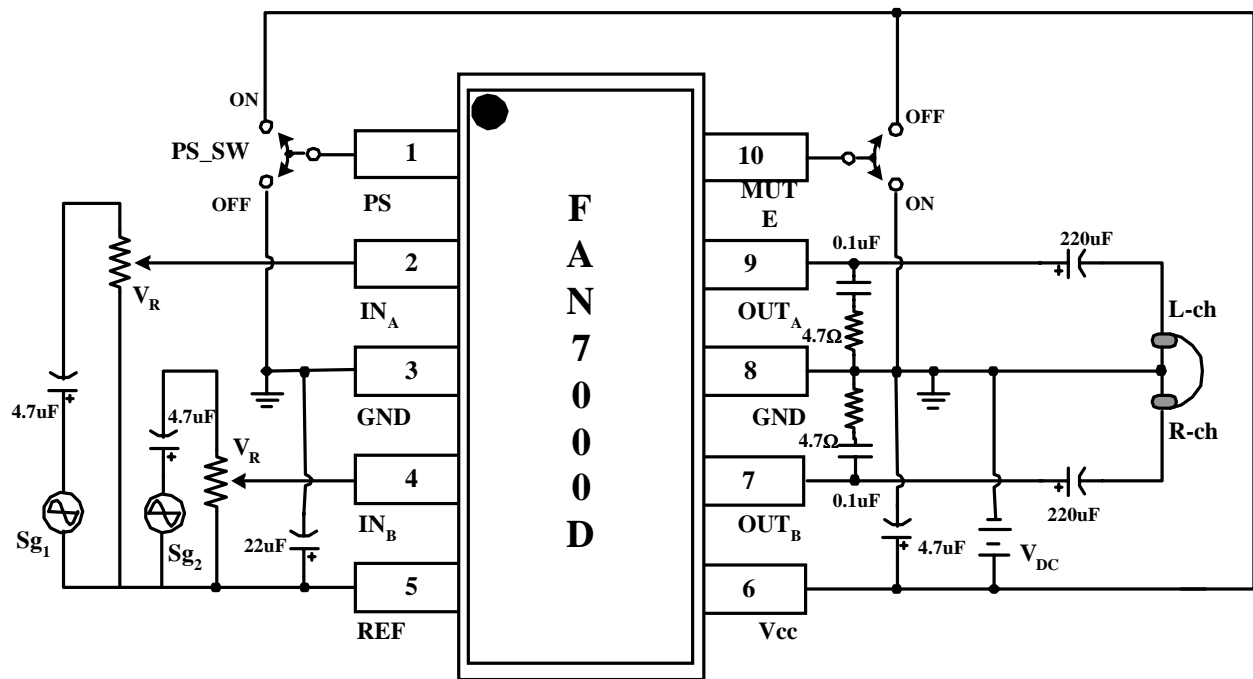 ON
OFF
PS_SW
1
10
OFF
PS
MUT
E
ON
F
A
N
7
0
0
0
D
0.1uF
220uF
2
9
V_R
IN_A
OUT_A
4.7Ω
L-ch
3
8
4.7uF
4.7uF
GND
GND
V_R
4.7Ω
R-ch
4
7
0.1uF
IN_B
OUT_B
220uF
Sg_1
Sg_2
22uF
4.7uF
V_DC
5
6
REF
Vcc